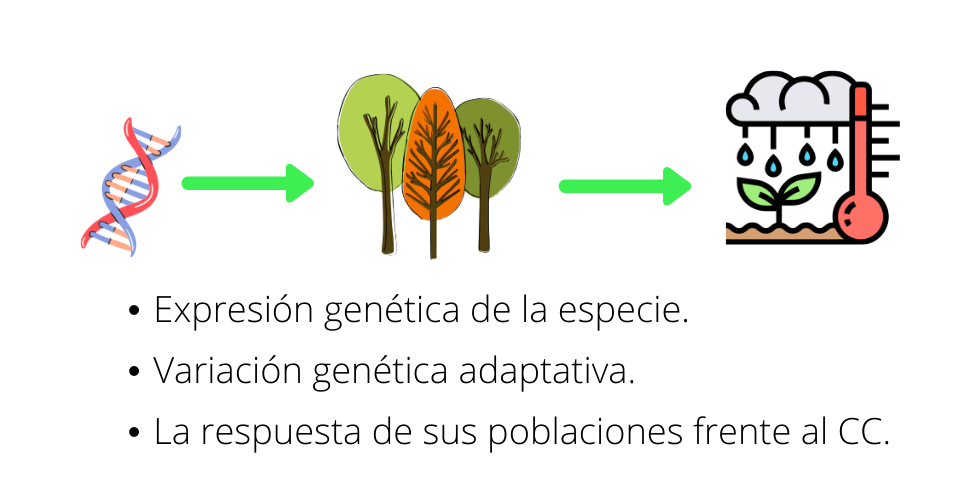 • Expresión genética de la especie.
• Variación genética adaptativa.
• La respuesta de sus poblaciones frente al CC.